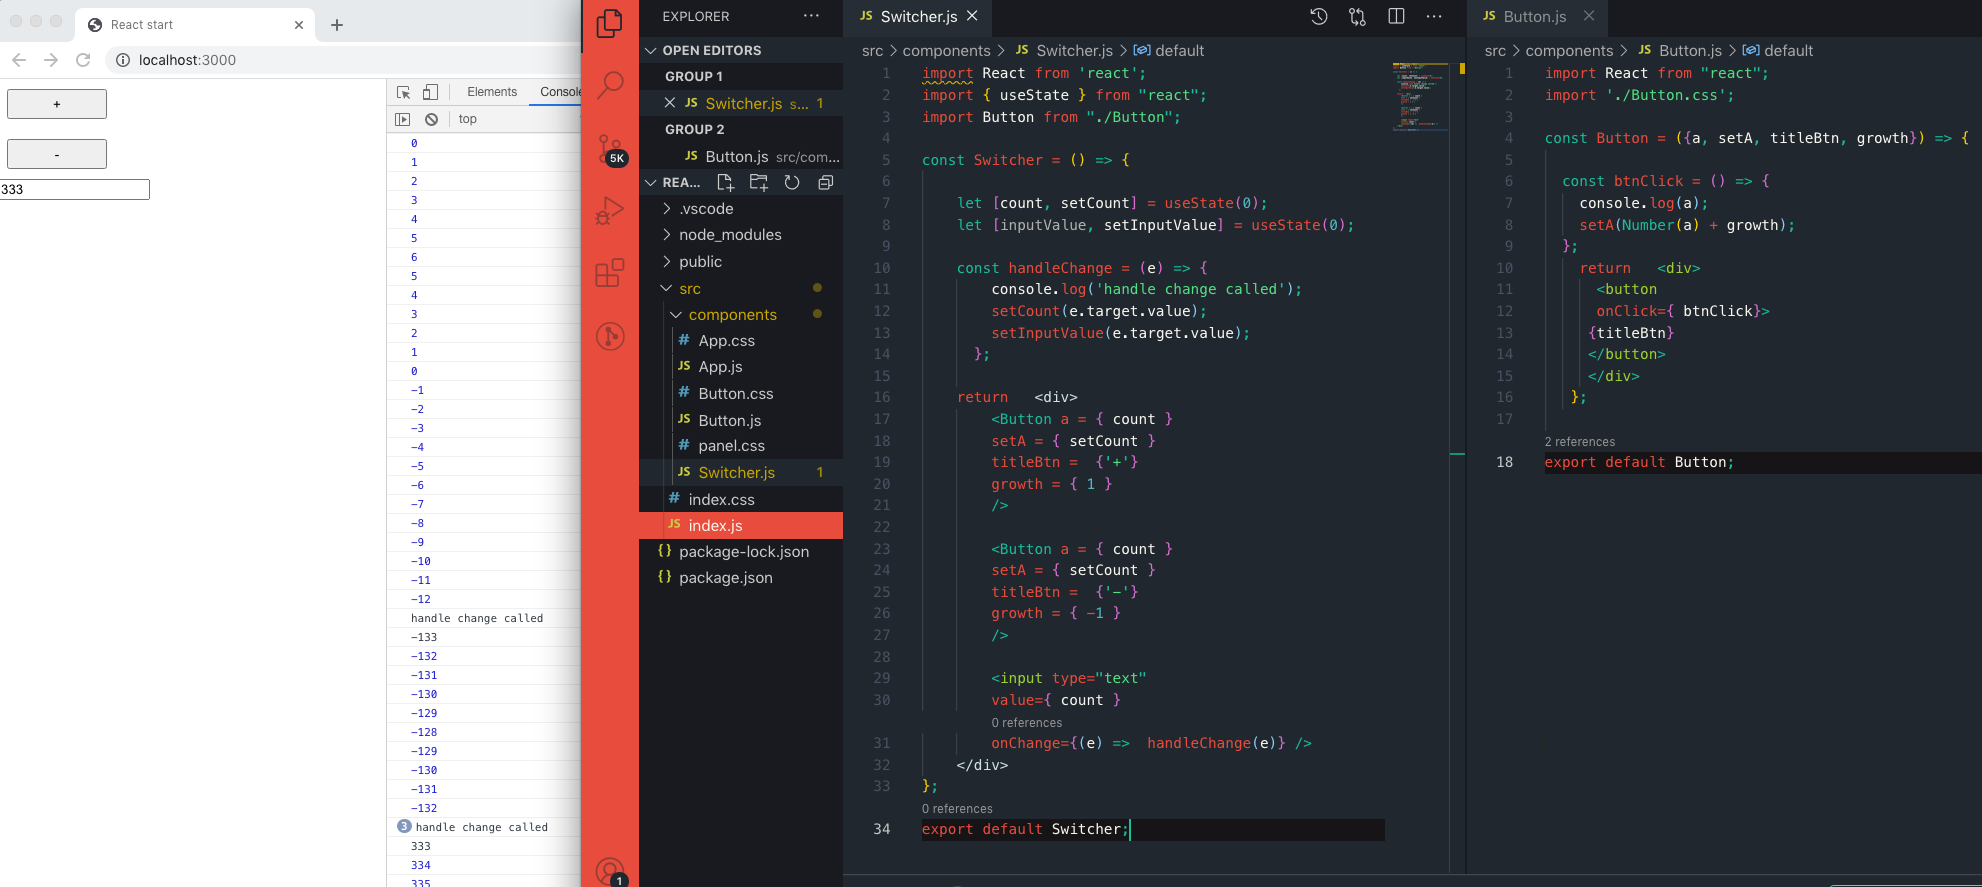 React start
localhost:3000
+
-
333
Elements
Console
top
0
1
2
3
4
5
6
5
4
3
2
1
0
-1
-2
-3
-4
-5
-6
-7
-8
-9
-10
-11
-12
handle change called
-133
-132
-131
-130
-129
-128
-129
-130
-131
-132
3 handle change called
333
334
335
5K
1
EXPLORER ...
OPEN EDITORS
GROUP 1
JS Switcher.js s... 1
GROUP 2
JS Button.js src/com...
REA...
.vscode
node_modules
public
src
components
# App.css
JS App.js
# Button.css
JS Button.js
# panel.css
JS Switcher.js 1
# index.css
JS index.js
{} package-lock.json
{} package.json
JS Switcher.js
src > components > JS Switcher.js > default
1 import React from 'react';
2 import { useState } from "react";
3 import Button from "./Button";
4
5 const Switcher = () => {
6
7 let [count, setCount] = useState(0);
8 let [inputValue, setInputValue] = useState(0);
9
10 const handleChange = (e) => {
11 console.log('handle change called');
12 setCount(e.target.value);
13 setInputValue(e.target.value);
14 };
15
16 return <div>
17 <Button a = { count }
18 setA = { setCount }
19 titleBtn = {'+'}
20 growth = { 1 }
21 />
22
23 <Button a = { count }
24 setA = { setCount }
25 titleBtn = {'-'}
26 growth = { -1 }
27 />
28
29 <input type="text"
30 value={ count }
0 references
31 onChange={(e) => handleChange(e)} />
32 </div>
33 };
0 references
34 export default Switcher;
JS Button.js
src > components > JS Button.js > default
1 import React from "react";
2 import './Button.css';
3
4 const Button = ({a, setA, titleBtn, growth}) => {
5
6 const btnClick = () => {
7 console.log(a);
8 setA(Number(a) + growth);
9 };
10 return <div>
11 <button
12 onClick={ btnClick}>
13 {titleBtn}
14 </button>
15 </div>
16 };
17
2 references
18 export default Button;